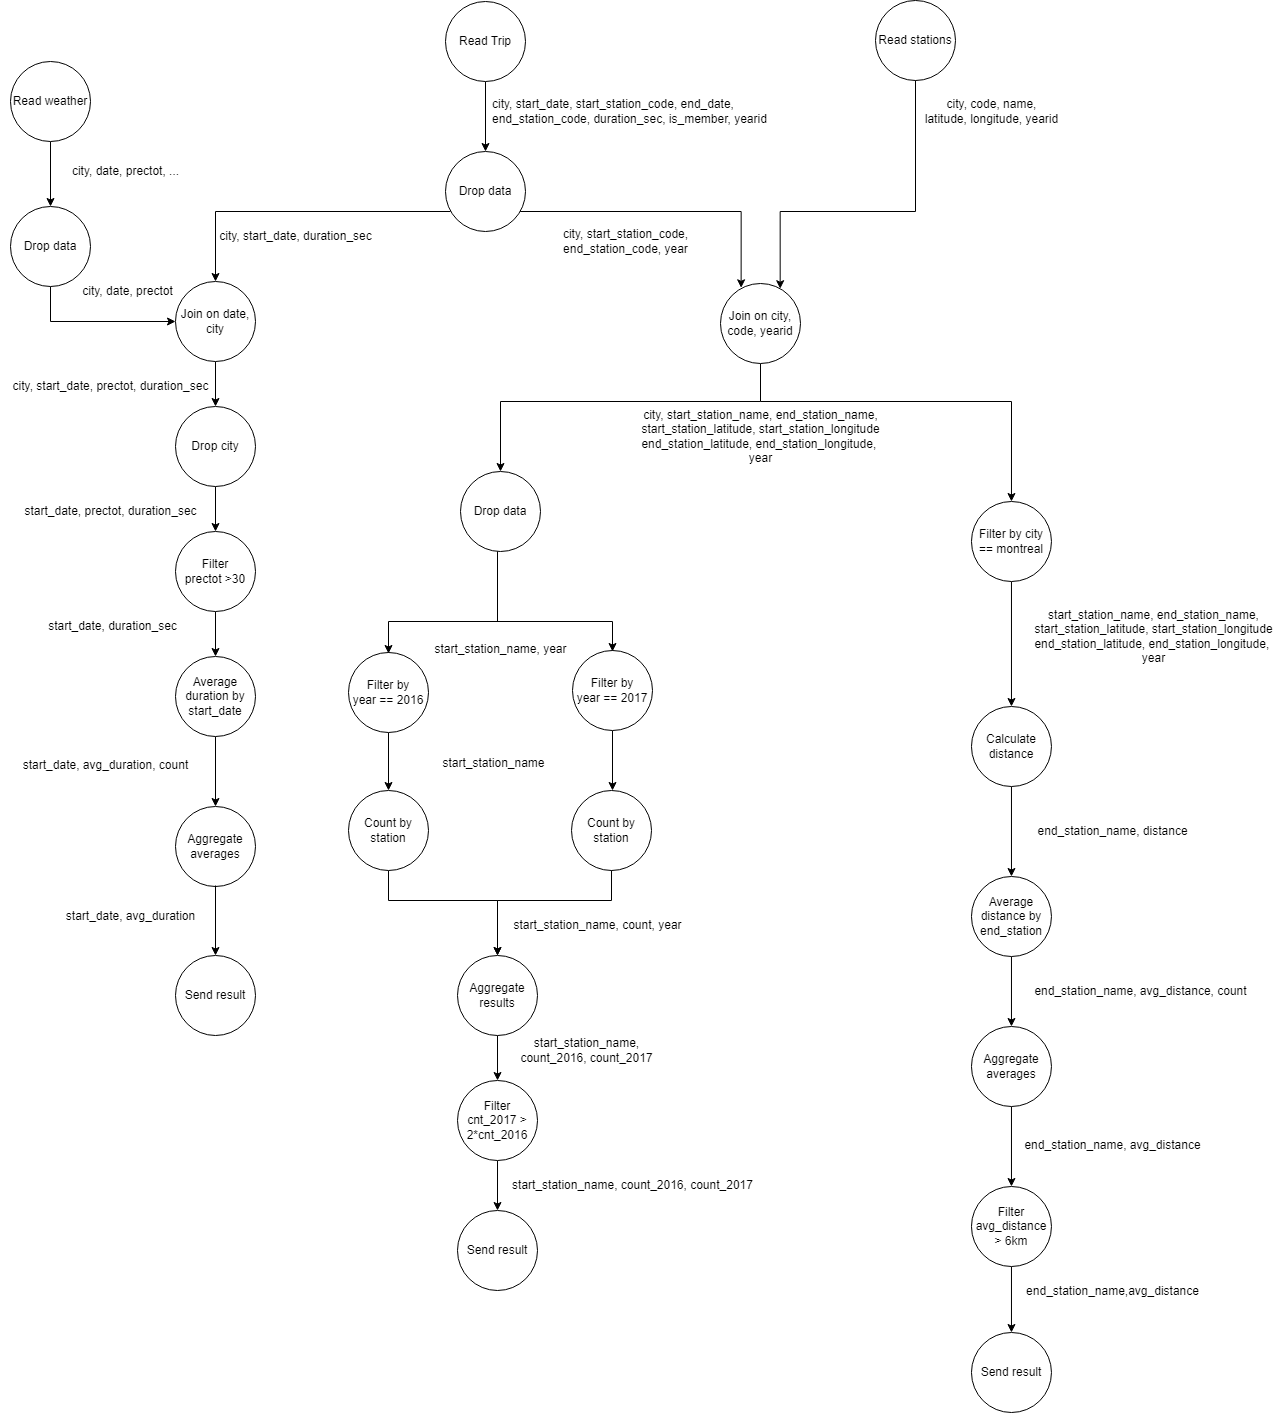 Read Trip
Read stations
Read weather
city, start_date, start_station_code, end_date,
end_station_code, duration_sec, is_member, yearid
city, code, name,
latitude, longitude, yearid
city, date, prectot, ...
Drop data
Drop data
city, start_date, duration_sec
city, start_station_code,
end_station_code, year
city, date, prectot
Join on date,
city
Join on city,
code, yearid
city, start_date, prectot, duration_sec
city, start_station_name, end_station_name,
start_station_latitude, start_station_longitude
end_station_latitude, end_station_longitude,
year
Drop city
start_date, prectot, duration_sec
Drop data
Filter by city
== montreal
Filter
prectot >30
start_date, duration_sec
start_station_name, year
start_station_name, end_station_name,
start_station_latitude, start_station_longitude
end_station_latitude, end_station_longitude,
year
Average
duration by
start_date
Filter by
year == 2016
Filter by
year == 2017
Calculate
distance
start_date, avg_duration, count
start_station_name
Aggregate
averages
Count by
station
Count by
station
end_station_name, distance
start_date, avg_duration
start_station_name, count, year
Average
distance by
end_station
Send result
Aggregate
results
end_station_name, avg_distance, count
start_station_name,
count_2016, count_2017
Aggregate
averages
Filter
cnt_2017 >
2*cnt_2016
end_station_name, avg_distance
start_station_name, count_2016, count_2017
Filter
avg_distance
> 6km
Send result
end_station_name,avg_distance
Send result